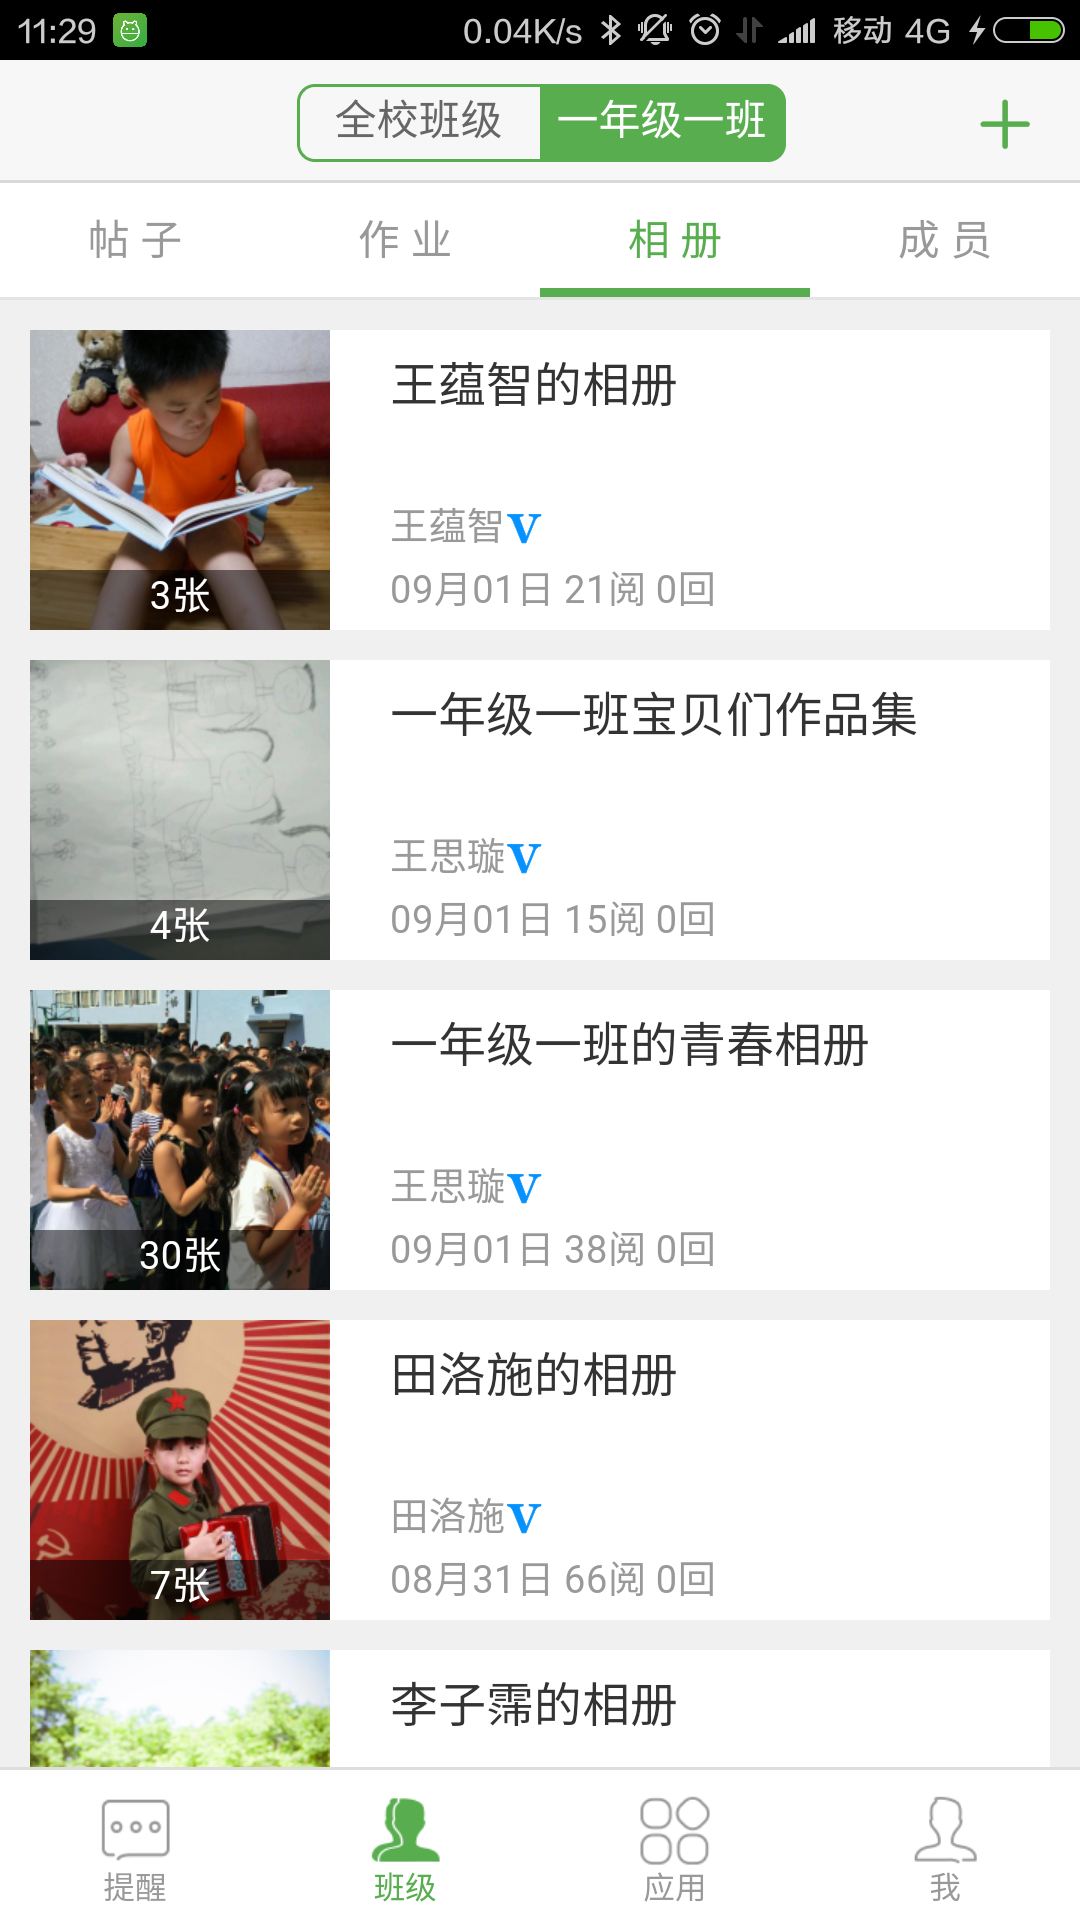 11:29 0.04K/s 移动 4G
全校班级 一年级一班
帖子 作业 相册 成员
王蕴智的相册
王蕴智V
3张
09月01日 21阅 0回
一年级一班宝贝们作品集
王思璇V
4张
09月01日 15阅 0回
一年级一班的青春相册
王思璇V
30张
09月01日 38阅 0回
田洛施的相册
田洛施V
7张
08月31日 66阅 0回
李子霈的相册
提醒 班级 应用 我